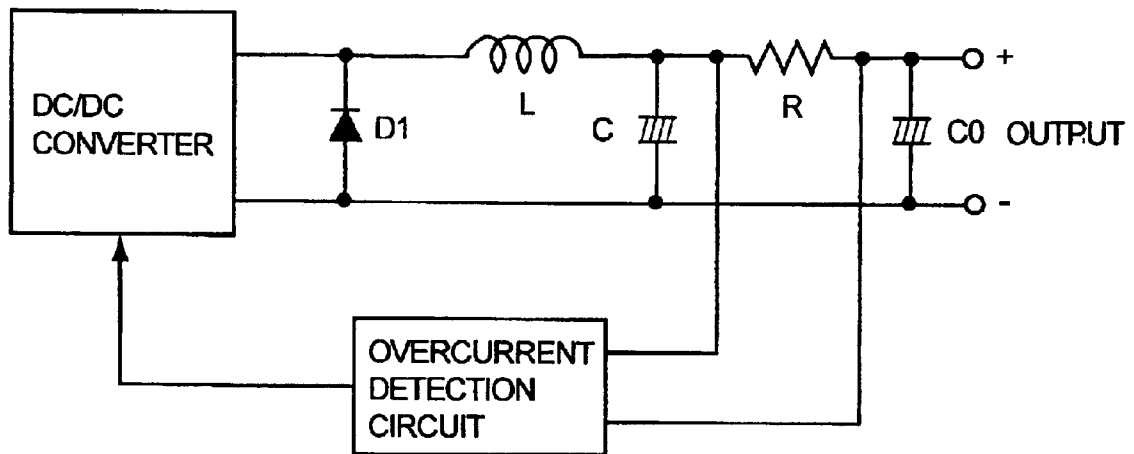 DC/DC
CONVERTER
D1
L
C
R
+
C0 OUTPUT
-
OVERCURRENT
DETECTION
CIRCUIT